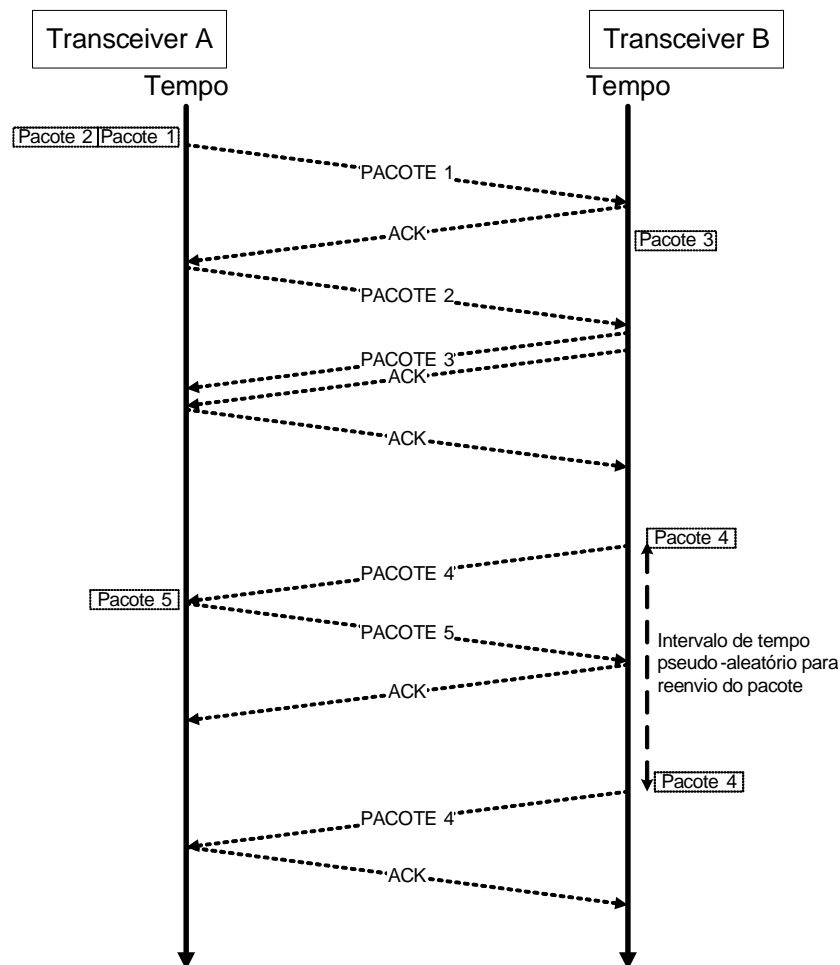 Transceiver A
Transceiver B
Tempo
Tempo
Pacote 2
Pacote 1
PACOTE 1
ACK
Pacote 3
PACOTE 2
PACOTE 3
ACK
ACK
Pacote 4
PACOTE 4
Pacote 5
PACOTE 5
Intervalo de tempo
pseudo-aleatório para
reenvio do pacote
ACK
Pacote 4
PACOTE 4
ACK